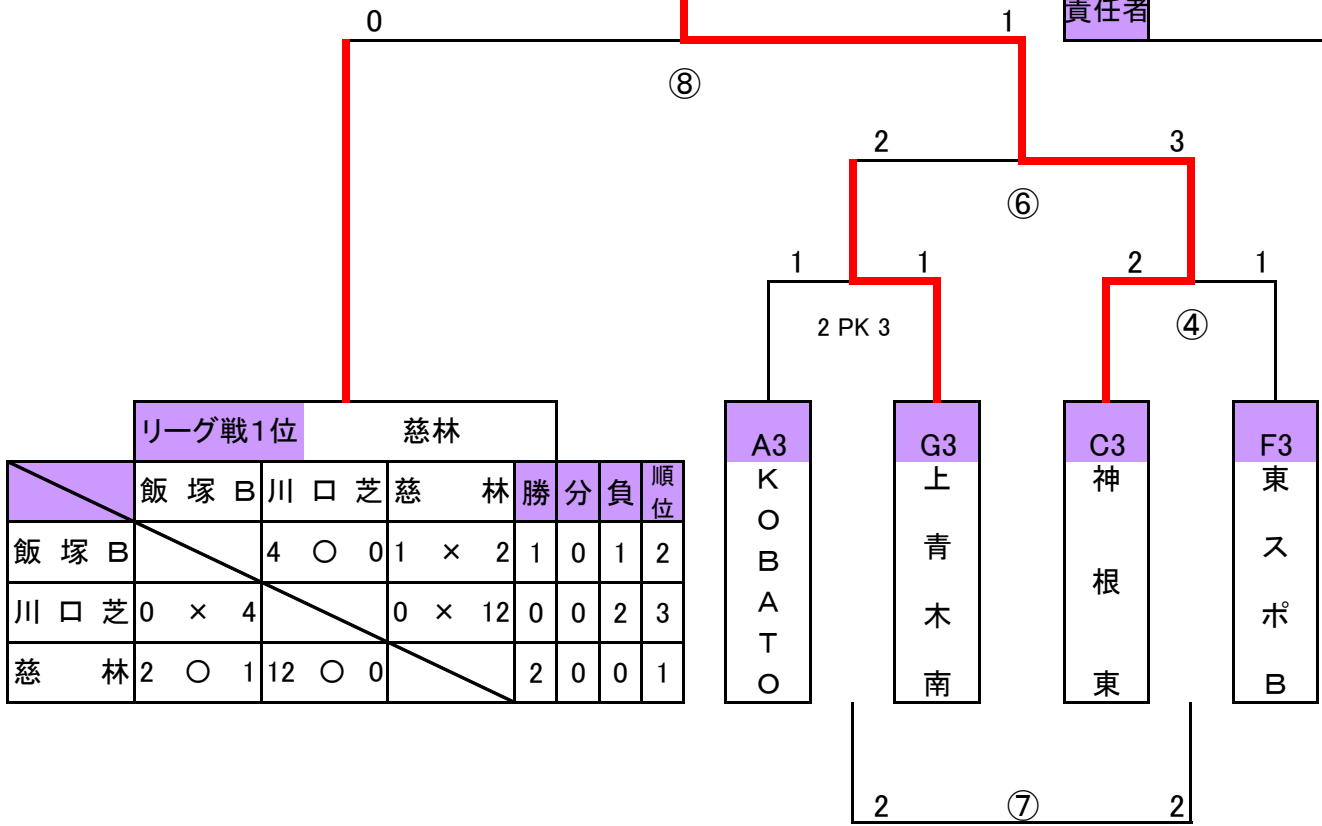 0 1 責任者
⑧
2 3
⑥
1 1 2 1
2 PK 3 ④
リーグ戦1位 慈林
A3 G3 C3 F3
KOBATO
上青木南
神根東
東スポB
飯塚B 川口芝 慈林 勝 分 負 順位
飯塚B 4 〇 0 1 × 2 1 0 1 2
川口芝 0 × 4 0 × 12 0 0 2 3
慈林 2 〇 1 12 〇 0 2 0 0 1
2 ⑦ 2